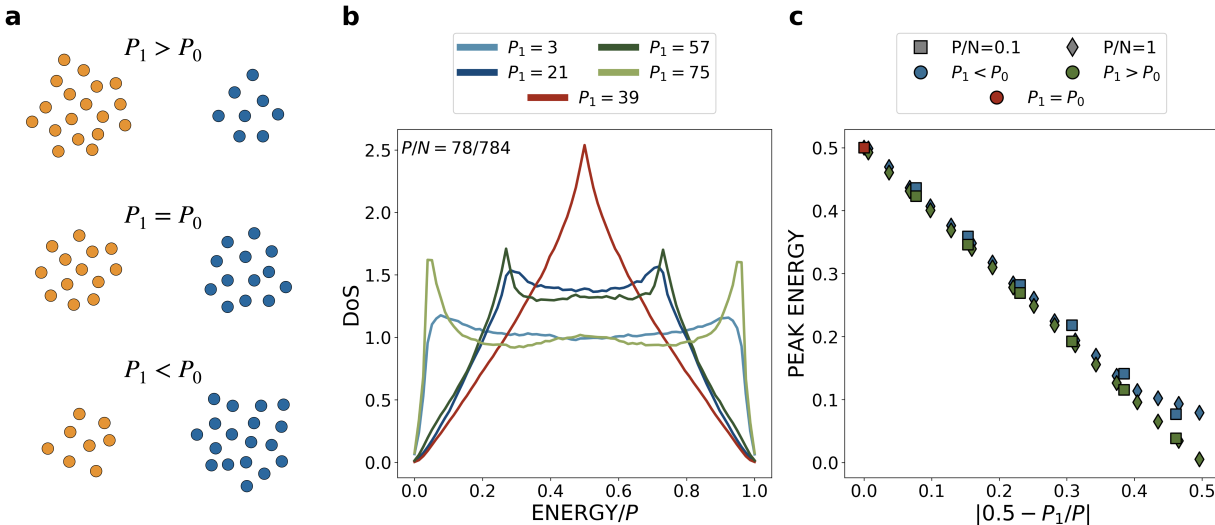 a
P₁ > P₀
P₁ = P₀
P₁ < P₀
b
P₁ = 3
P₁ = 57
P₁ = 21
P₁ = 75
P₁ = 39
P/N = 78/784
DoS
2.5
2.0
1.5
1.0
0.5
0.0
0.0 0.2 0.4 0.6 0.8 1.0
ENERGY/P
c
P/N=0.1
P/N=1
P₁ < P₀
P₁ > P₀
P₁ = P₀
PEAK ENERGY
0.5
0.4
0.3
0.2
0.1
0.0
0.0 0.1 0.2 0.3 0.4 0.5
|0.5 − P₁/P|